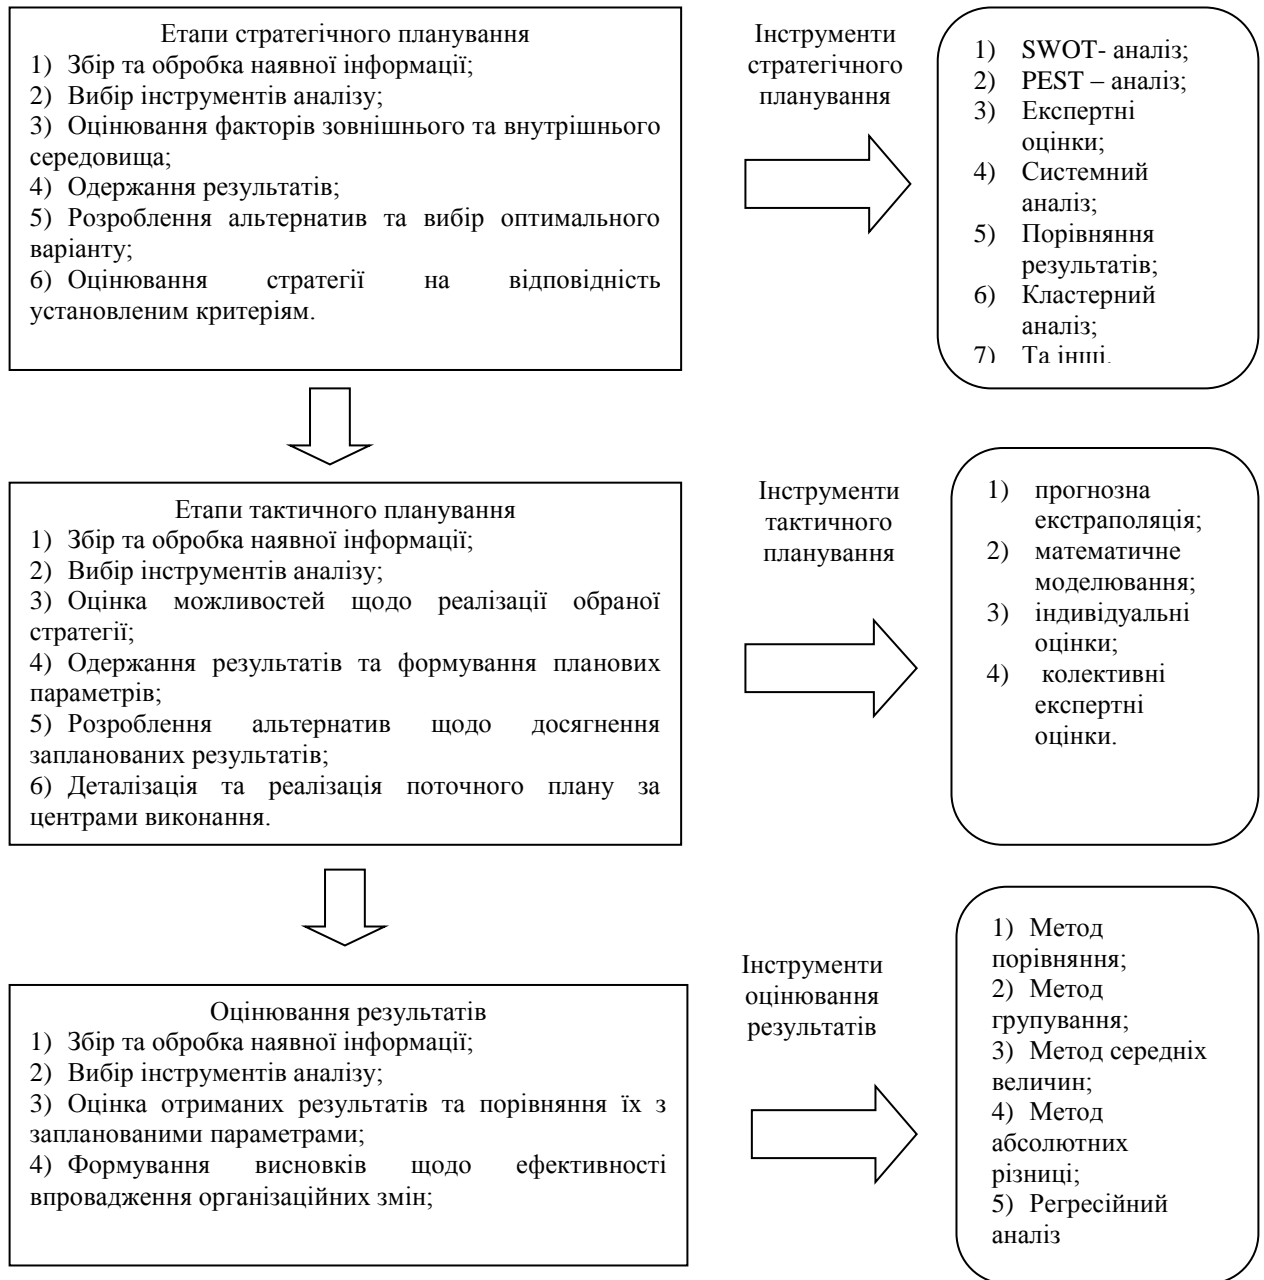 Етапи стратегічного планування
1) Збір та обробка наявної інформації;
2) Вибір інструментів аналізу;
3) Оцінювання факторів зовнішнього та внутрішнього
середовища;
4) Одержання результатів;
5) Розроблення альтернатив та вибір оптимального
варіанту;
6) Оцінювання стратегії на відповідність
установленим критеріям.
Інструменти
стратегічного
планування
1) SWOT- аналіз;
2) PEST – аналіз;
3) Експертні
оцінки;
4) Системний
аналіз;
5) Порівняння
результатів;
6) Кластерний
аналіз;
7) Та інші.
Етапи тактичного планування
1) Збір та обробка наявної інформації;
2) Вибір інструментів аналізу;
3) Оцінка можливостей щодо реалізації обраної
стратегії;
4) Одержання результатів та формування планових
параметрів;
5) Розроблення альтернатив щодо досягнення
запланованих результатів;
6) Деталізація та реалізація поточного плану за
центрами виконання.
Інструменти
тактичного
планування
1) прогнозна
екстраполяція;
2) математичне
моделювання;
3) індивідуальні
оцінки;
4) колективні
експертні
оцінки.
Оцінювання результатів
1) Збір та обробка наявної інформації;
2) Вибір інструментів аналізу;
3) Оцінка отриманих результатів та порівняння їх з
запланованими параметрами;
4) Формування висновків щодо ефективності
впровадження організаційних змін;
Інструменти
оцінювання
результатів
1) Метод
порівняння;
2) Метод
групування;
3) Метод середніх
величин;
4) Метод
абсолютних
різниці;
5) Регресійний
аналіз